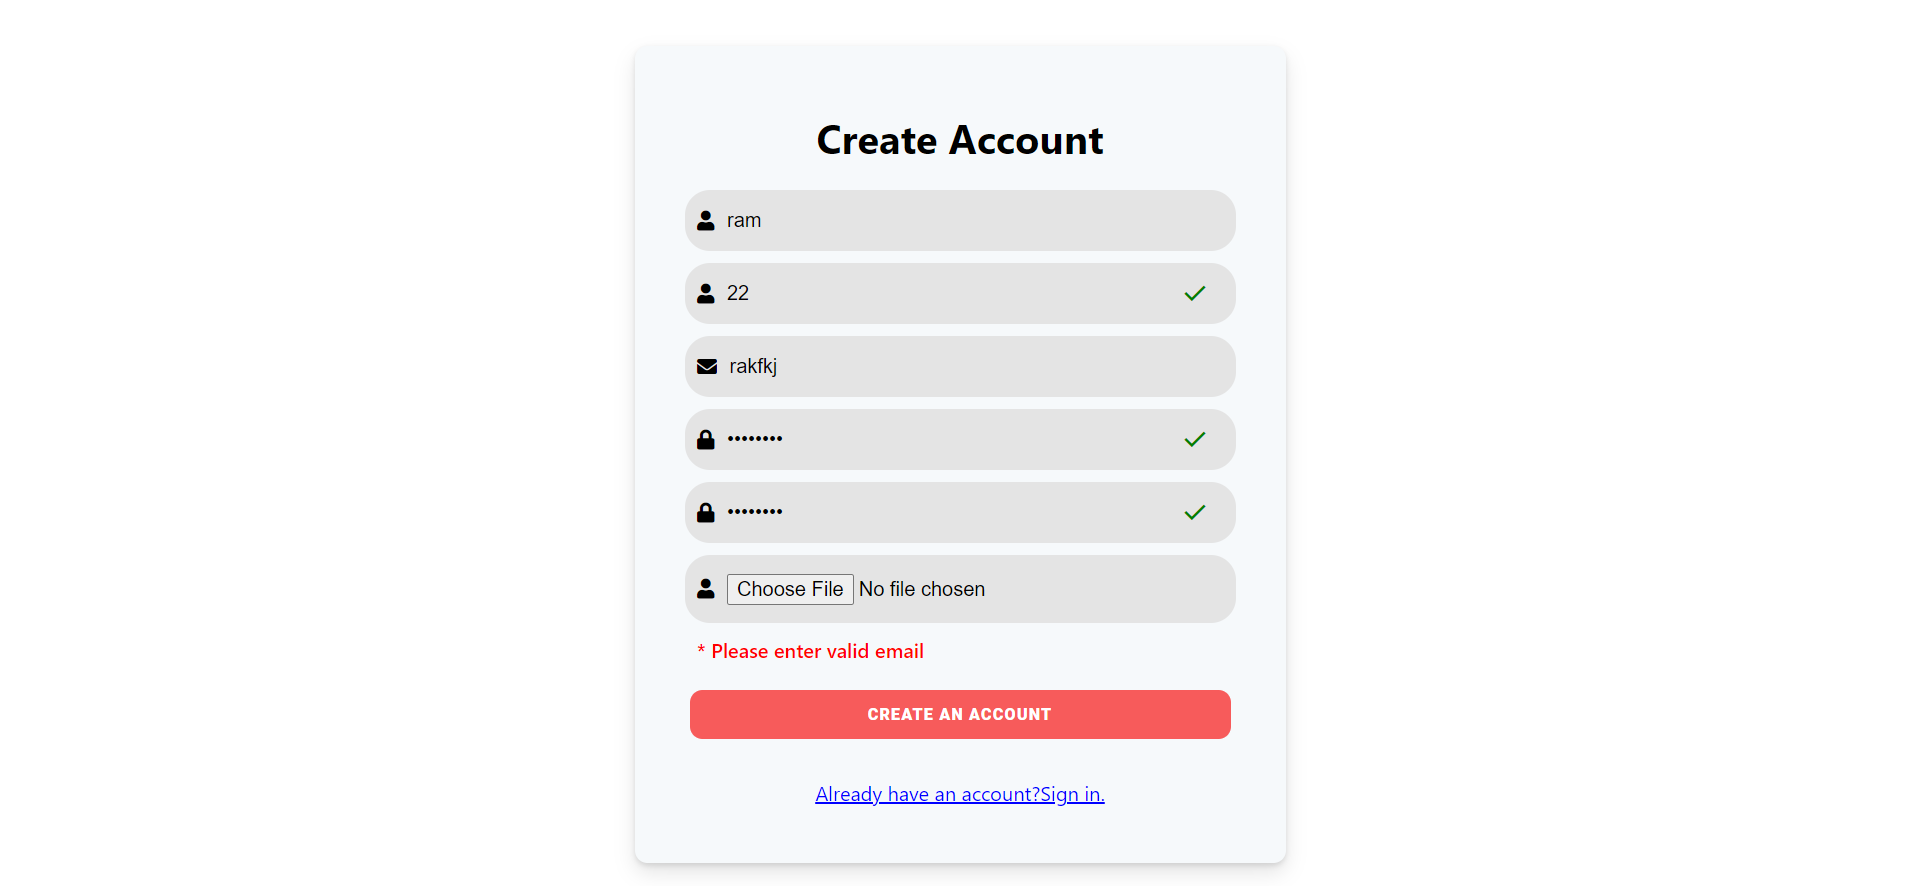 Create Account
ram
22
rakfkj
••••••••
••••••••
Choose File No file chosen
* Please enter valid email
CREATE AN ACCOUNT
Already have an account?Sign in.